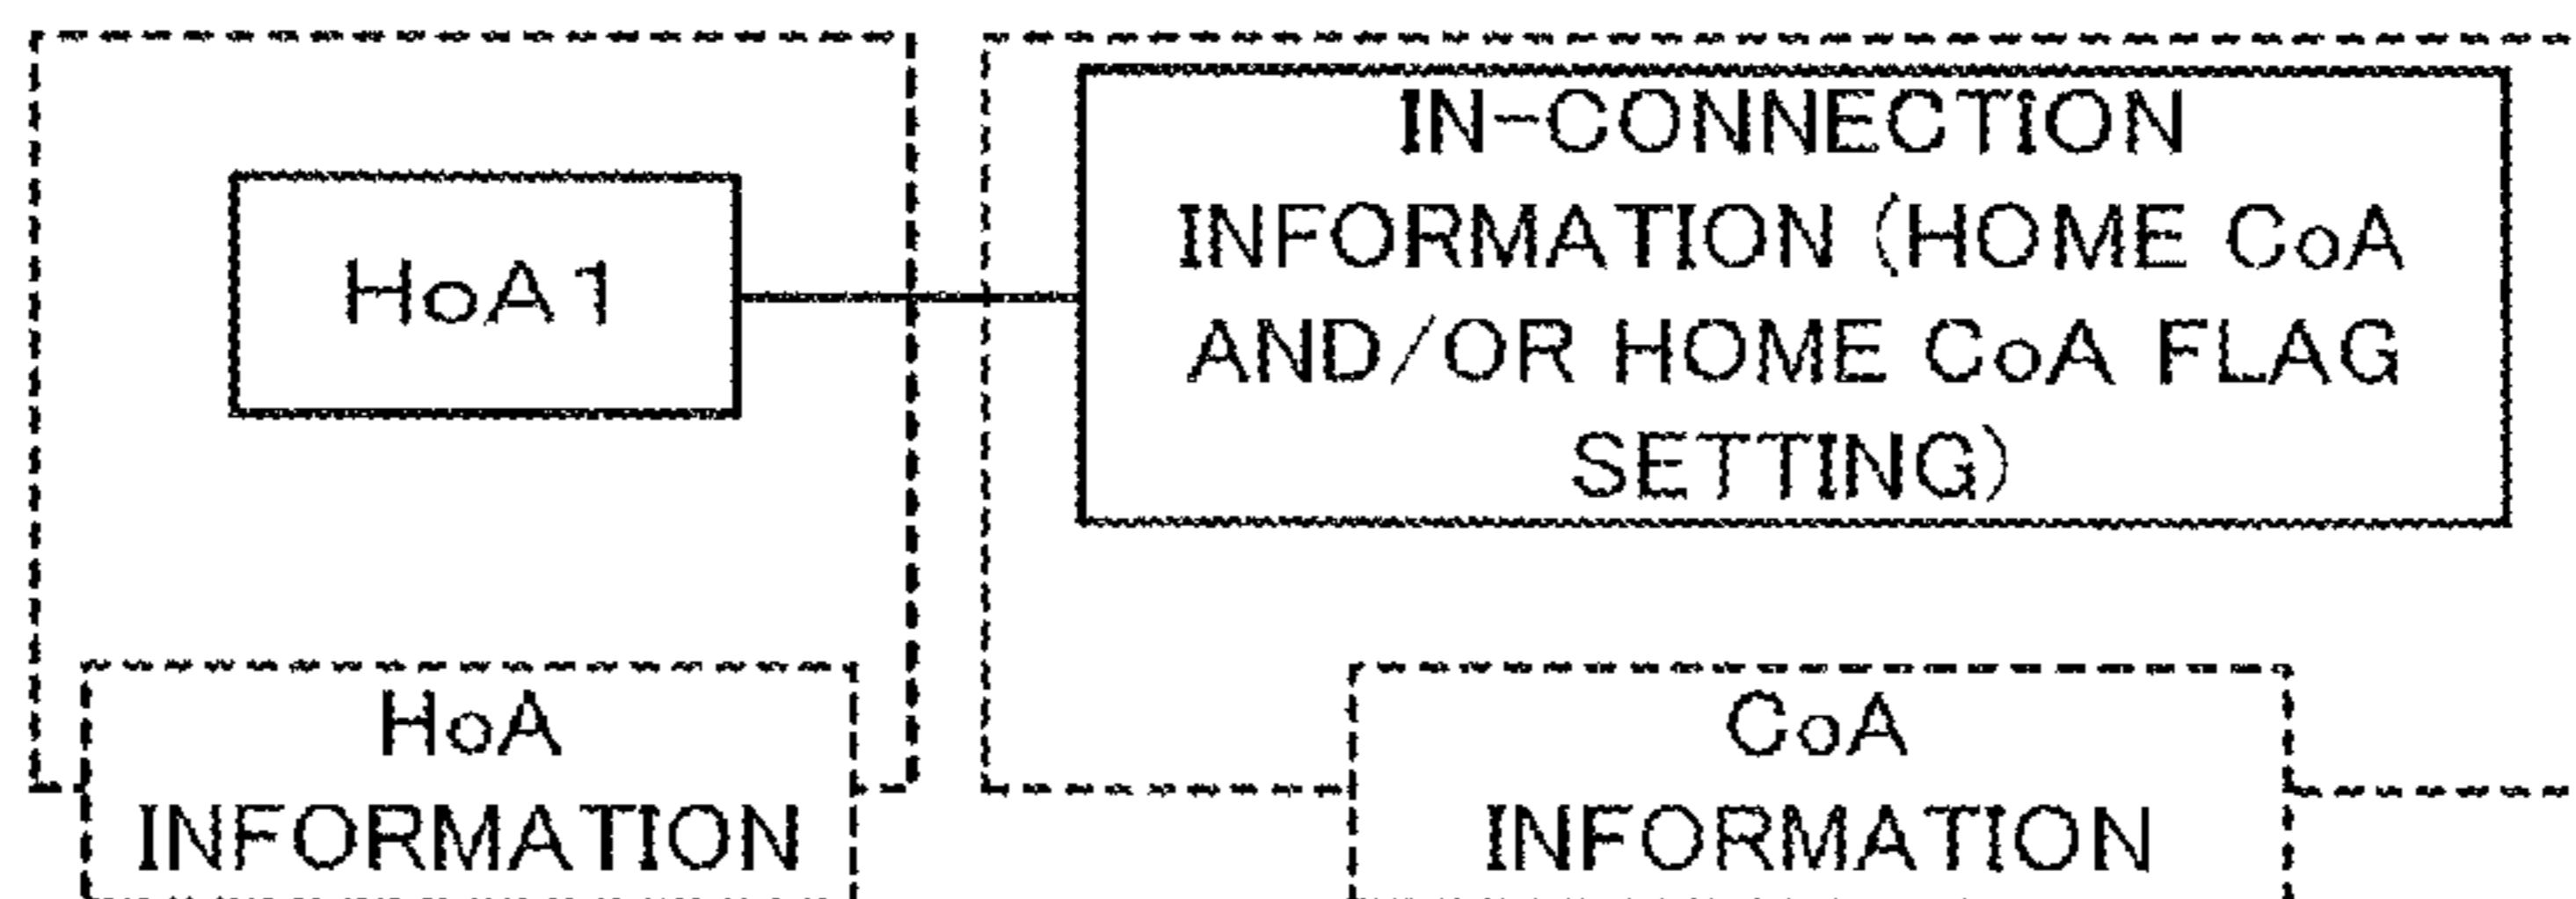 HoA1
IN-CONNECTION
INFORMATION (HOME CoA
AND/OR HOME CoA FLAG
SETTING)
HoA
INFORMATION
CoA
INFORMATION